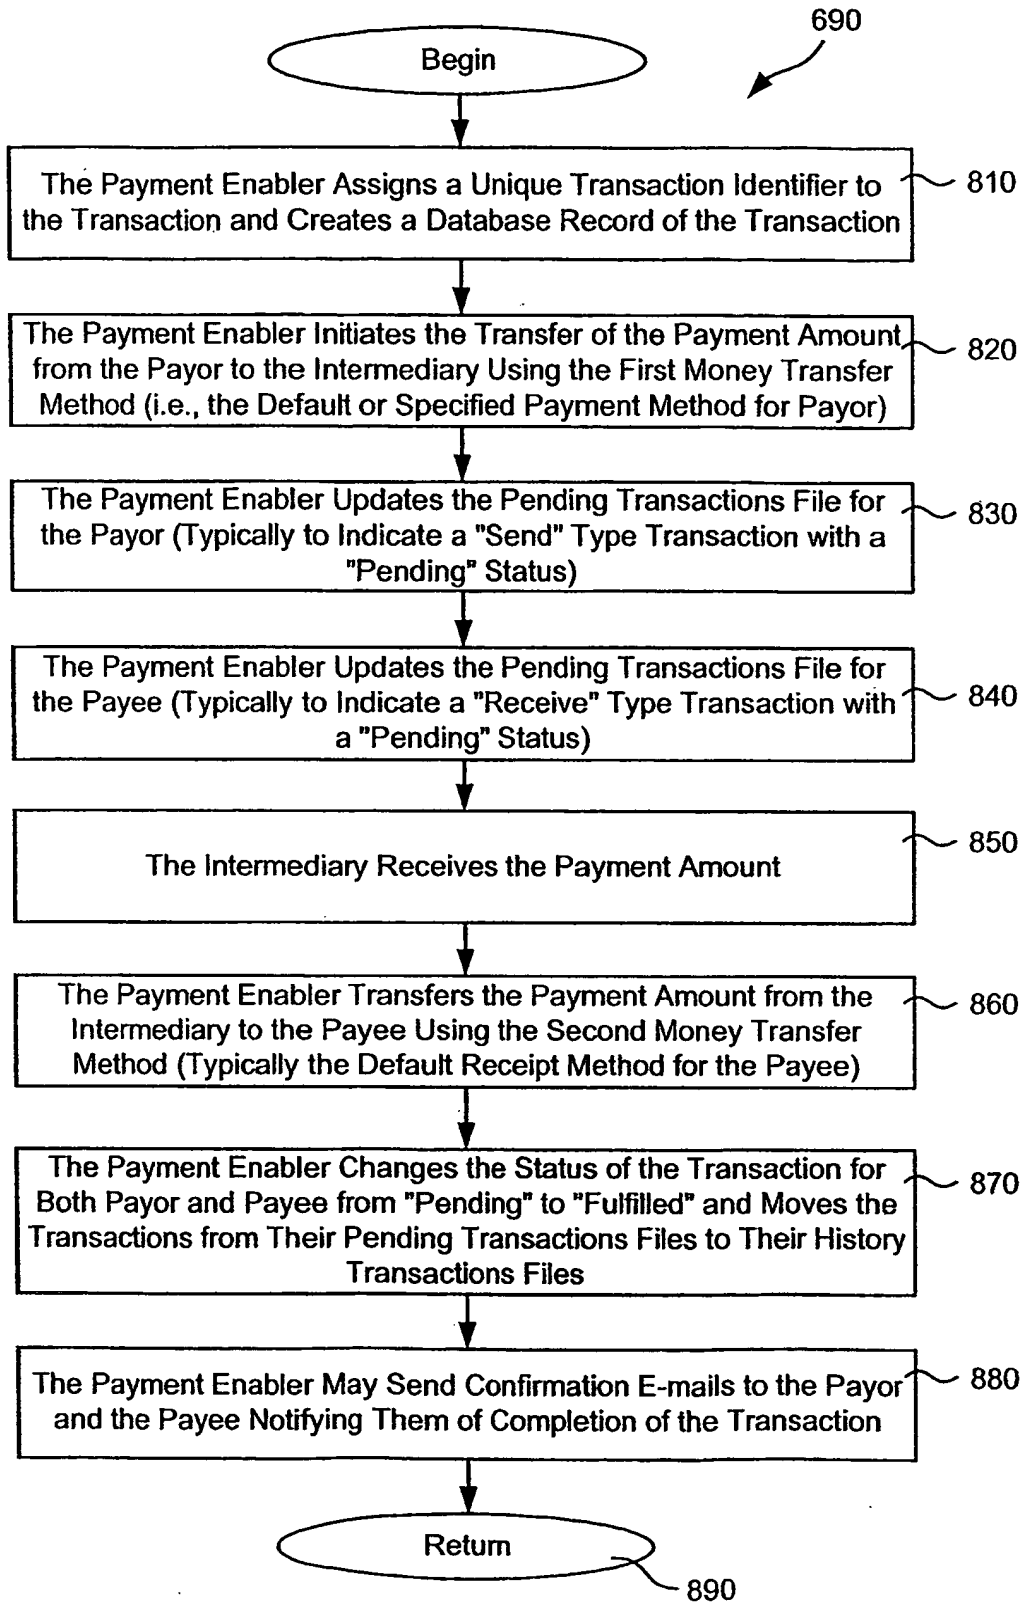 690
Begin
The Payment Enabler Assigns a Unique Transaction Identifier to
the Transaction and Creates a Database Record of the Transaction
810
The Payment Enabler Initiates the Transfer of the Payment Amount
from the Payor to the Intermediary Using the First Money Transfer
Method (i.e., the Default or Specified Payment Method for Payor)
820
The Payment Enabler Updates the Pending Transactions File for
the Payor (Typically to Indicate a "Send" Type Transaction with a
"Pending" Status)
830
The Payment Enabler Updates the Pending Transactions File for
the Payee (Typically to Indicate a "Receive" Type Transaction with
a "Pending" Status)
840
The Intermediary Receives the Payment Amount
850
The Payment Enabler Transfers the Payment Amount from the
Intermediary to the Payee Using the Second Money Transfer
Method (Typically the Default Receipt Method for the Payee)
860
The Payment Enabler Changes the Status of the Transaction for
Both Payor and Payee from "Pending" to "Fulfilled" and Moves the
Transactions from Their Pending Transactions Files to Their History
Transactions Files
870
The Payment Enabler May Send Confirmation E-mails to the Payor
and the Payee Notifying Them of Completion of the Transaction
880
Return
890